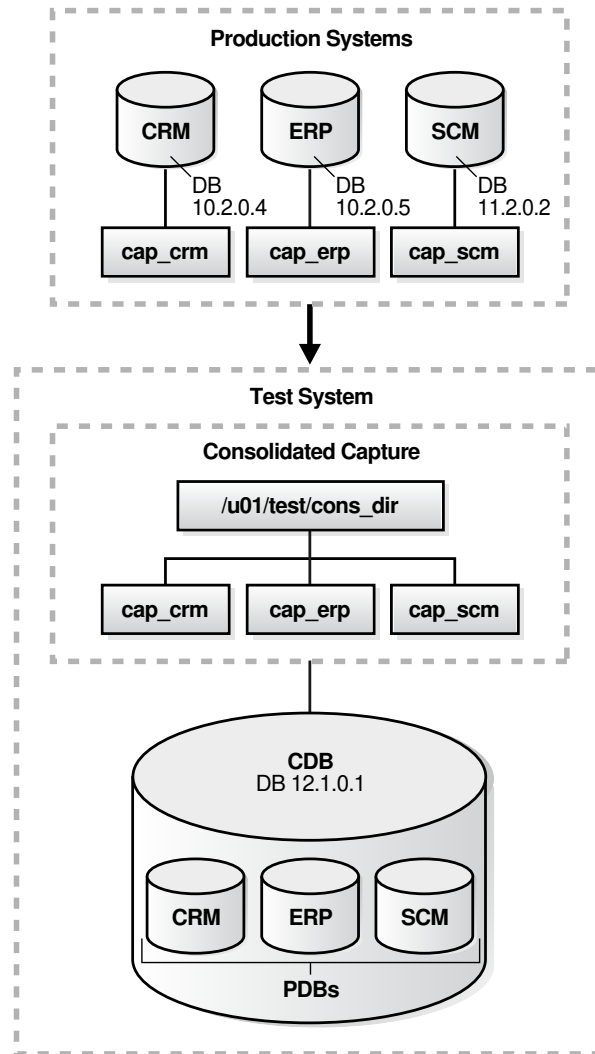 Production Systems
CRM
ERP
SCM
DB
10.2.0.4
DB
10.2.0.5
DB
11.2.0.2
cap_crm
cap_erp
cap_scm
Test System
Consolidated Capture
/u01/test/cons_dir
cap_crm
cap_erp
cap_scm
CDB
DB 12.1.0.1
CRM
ERP
SCM
PDBs